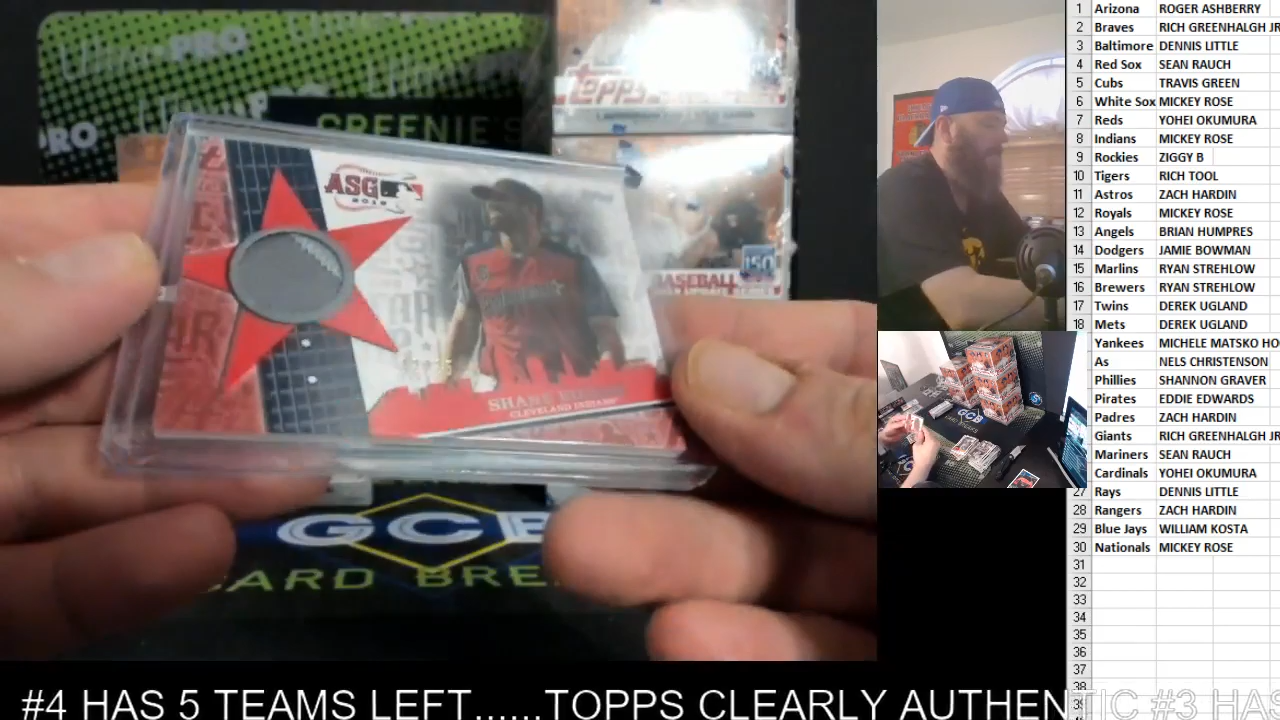 PRO
PRO
GREENIE S
TOPPS
ASG
2019
150
BASEBALL
SHANE
CLEVELAND INDIANS
GCB
CARD BRE
GCB
1 Arizona ROGER ASHBERRY
2 Braves RICH GREENHALGH JR
3 Baltimore DENNIS LITTLE
4 Red Sox SEAN RAUCH
5 Cubs TRAVIS GREEN
6 White Sox MICKEY ROSE
7 Reds YOHEI OKUMURA
8 Indians MICKEY ROSE
9 Rockies ZIGGY B
10 Tigers RICH TOOL
11 Astros ZACH HARDIN
12 Royals MICKEY ROSE
13 Angels BRIAN HUMPRES
14 Dodgers JAMIE BOWMAN
15 Marlins RYAN STREHLOW
16 Brewers RYAN STREHLOW
17 Twins DEREK UGLAND
18 Mets DEREK UGLAND
Yankees MICHELE MATSKO HO
As NELS CHRISTENSON
Phillies SHANNON GRAVER
Pirates EDDIE EDWARDS
Padres ZACH HARDIN
Giants RICH GREENHALGH JR
Mariners SEAN RAUCH
Cardinals YOHEI OKUMURA
27 Rays DENNIS LITTLE
28 Rangers ZACH HARDIN
29 Blue Jays WILLIAM KOSTA
30 Nationals MICKEY ROSE
31
32
33
34
35
36
37
38
39
#4 HAS 5 TEAMS LEFT...... TOPPS CLEARLY AUTHENTIC #3 HAS